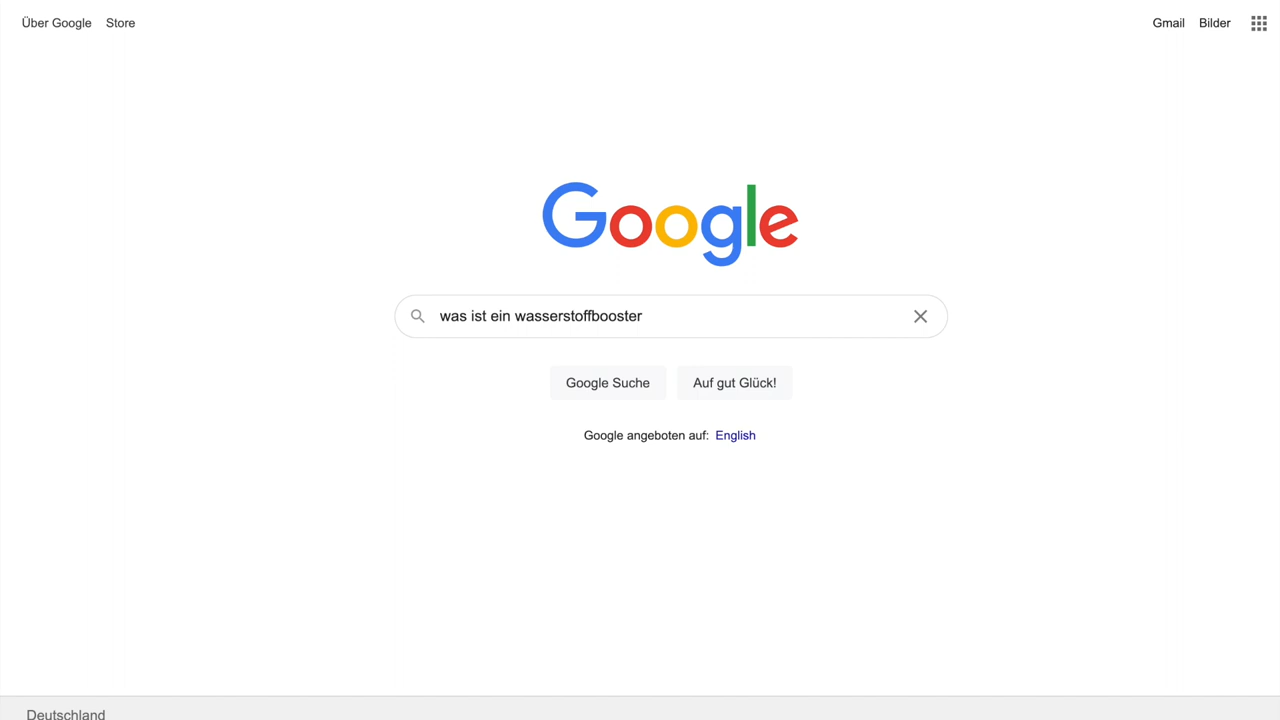 Über Google Store Gmail Bilder
Google
was ist ein wasserstoffbooster
Google Suche Auf gut Glück!
Google angeboten auf: English
Deutschland